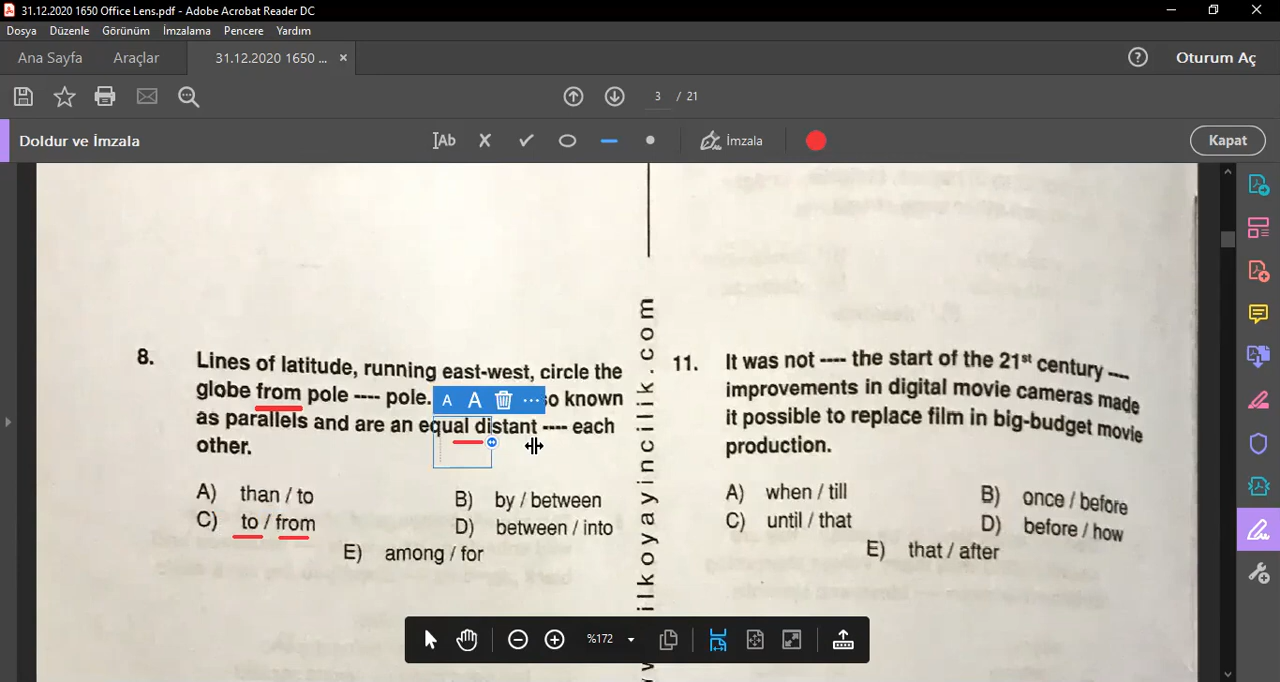 31.12.2020 1650 Office Lens.pdf - Adobe Acrobat Reader DC
Dosya Düzenle Görünüm İmzalama Pencere Yardım
Ana Sayfa Araçlar 31.12.2020 1650 ... × Oturum Aç
3 / 21
Doldur ve İmzala Ab İmzala Kapat
8. Lines of latitude, running east-west, circle the
globe from pole ---- pole. so known
as parallels and are an equal distant ---- each
other.
A) than / to
B) by / between
C) to / from
D) between / into
E) among / for
ilkoyayincilik.com
11. It was not ---- the start of the 21st century ----
improvements in digital movie cameras made
it possible to replace film in big-budget movie
production.
A) when / till
B) once / before
C) until / that
D) before / how
E) that / after
A A ...
%172